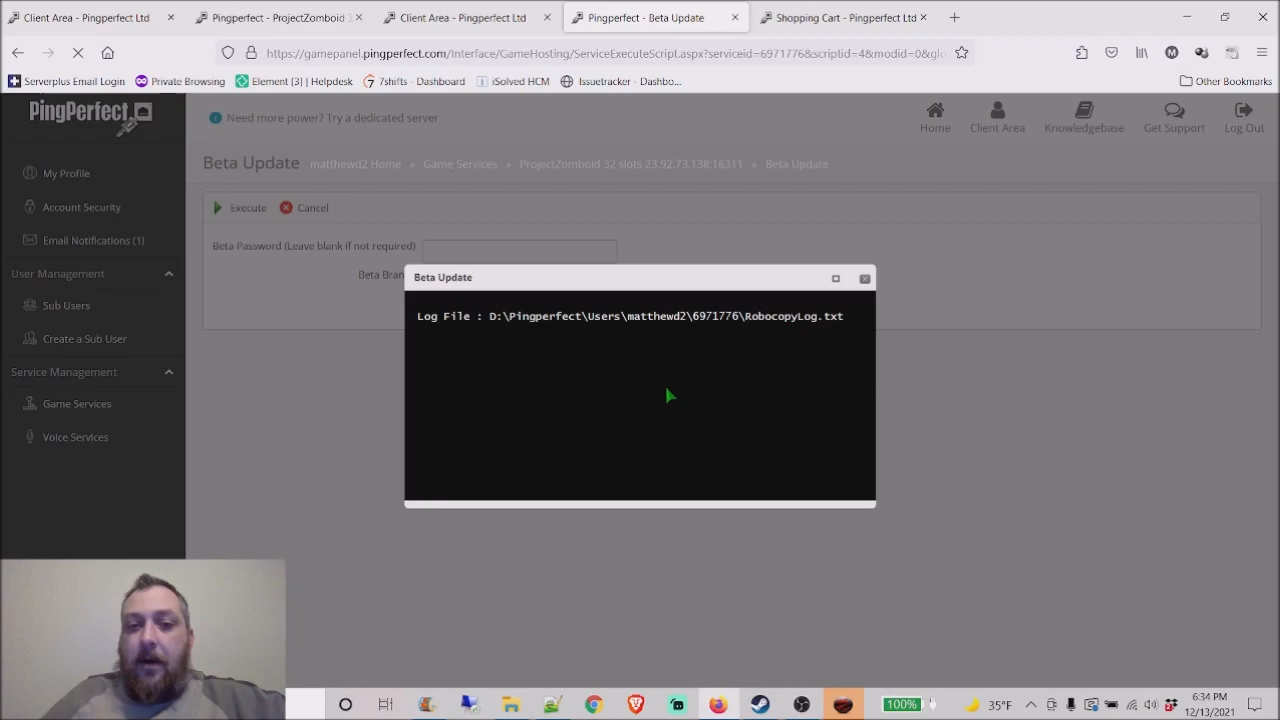 Client Area - Pingperfect Ltd
Pingperfect - ProjectZomboid 3
Client Area - Pingperfect Ltd
Pingperfect - Beta Update
Shopping Cart - Pingperfect Ltd
https://gamepanel.pingperfect.com/Interface/GameHosting/ServiceExecuteScript.aspx?serviceid=6971776&scriptid=4&modid=0&glo
Serverplus Email Login
Private Browsing
Element [3] | Helpdesk
7shifts - Dashboard
iSolved HCM
Issuetracker - Dashbo...
Other Bookmarks
PingPerfect
Need more power? Try a dedicated server
Home
Client Area
Knowledgebase
Get Support
Log Out
Beta Update matthewd2 Home » Game Services » ProjectZomboid 32 slots 23.92.73.138:16311 » Beta Update
My Profile
Account Security
Email Notifications (1)
User Management
Sub Users
Create a Sub User
Service Management
Game Services
Voice Services
Execute
Cancel
Beta Password (Leave blank if not required)
Beta Bran
Beta Update
Log File : D:\Pingperfect\Users\matthewd2\6971776\RobocopyLog.txt
100%
35°F
6:34 PM
12/13/2021